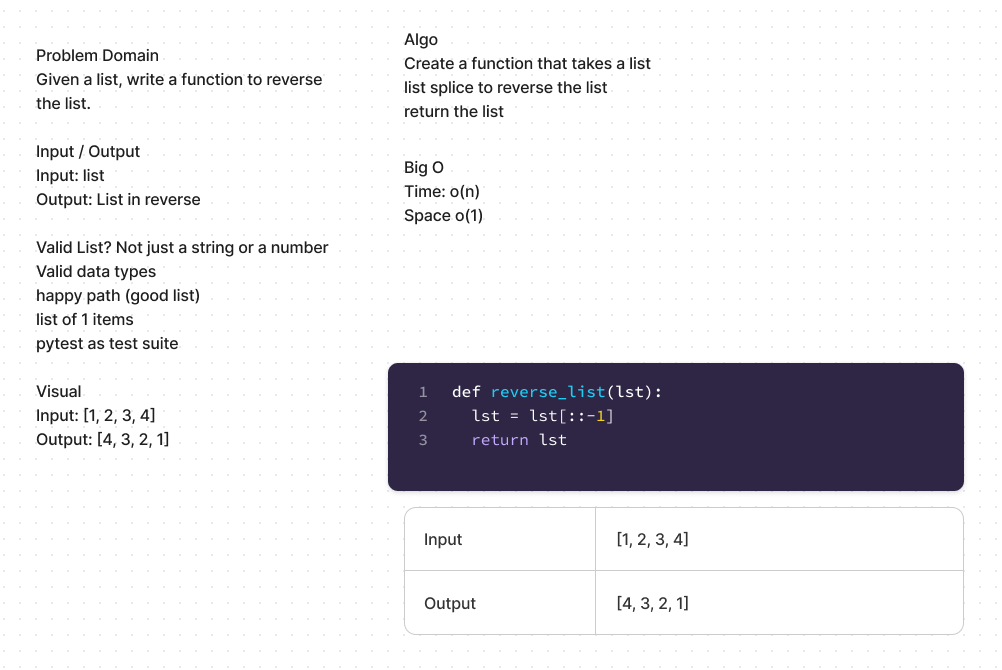 Problem Domain
Given a list, write a function to reverse
the list.
Input / Output
Input: list
Output: List in reverse
Valid List? Not just a string or a number
Valid data types
happy path (good list)
list of 1 items
pytest as test suite
Visual
Input: [1, 2, 3, 4]
Output: [4, 3, 2, 1]
Algo
Create a function that takes a list
list splice to reverse the list
return the list
Big O
Time: o(n)
Space o(1)
1 def reverse_list(lst):
2 lst = lst[::-1]
3 return lst
Input [1, 2, 3, 4]
Output [4, 3, 2, 1]